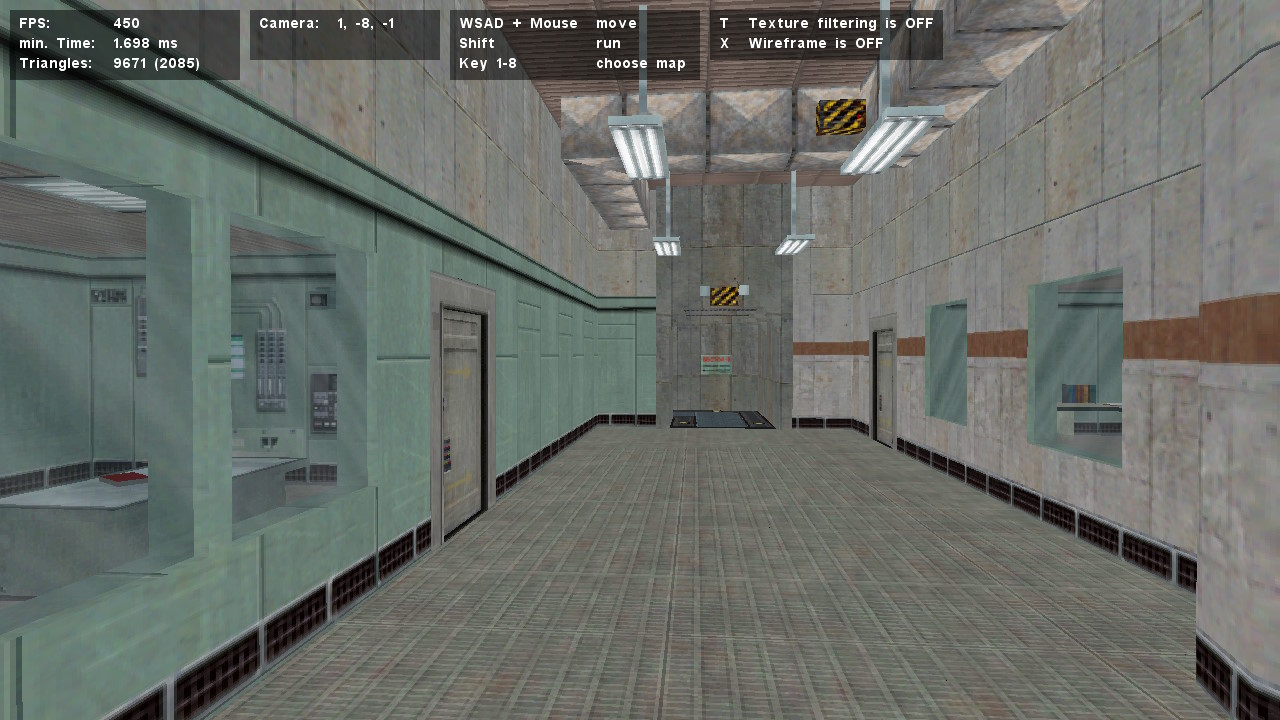 FPS: 450
min. Time: 1.698 ms
Triangles: 9671 (2085)
Camera: 1, -8, -1
WSAD + Mouse move
Shift run
Key 1-8 choose map
T Texture filtering is OFF
X Wireframe is OFF